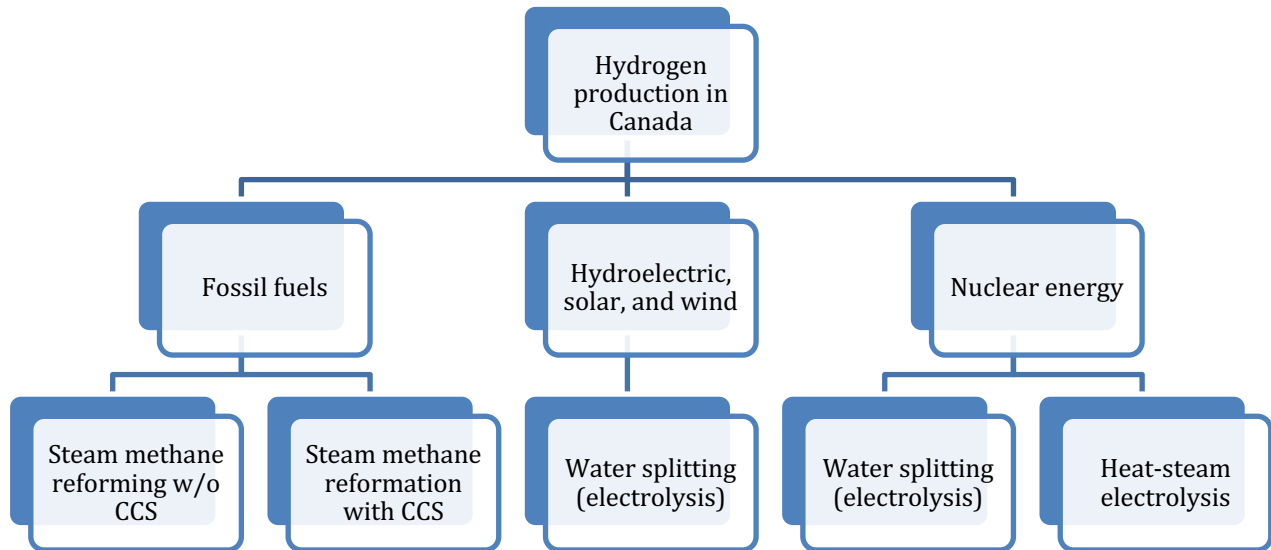 Hydrogen
production in
Canada
Fossil fuels
Hydroelectric,
solar, and wind
Nuclear energy
Steam methane
reforming w/o
CCS
Steam methane
reformation
with CCS
Water splitting
(electrolysis)
Water splitting
(electrolysis)
Heat-steam
electrolysis